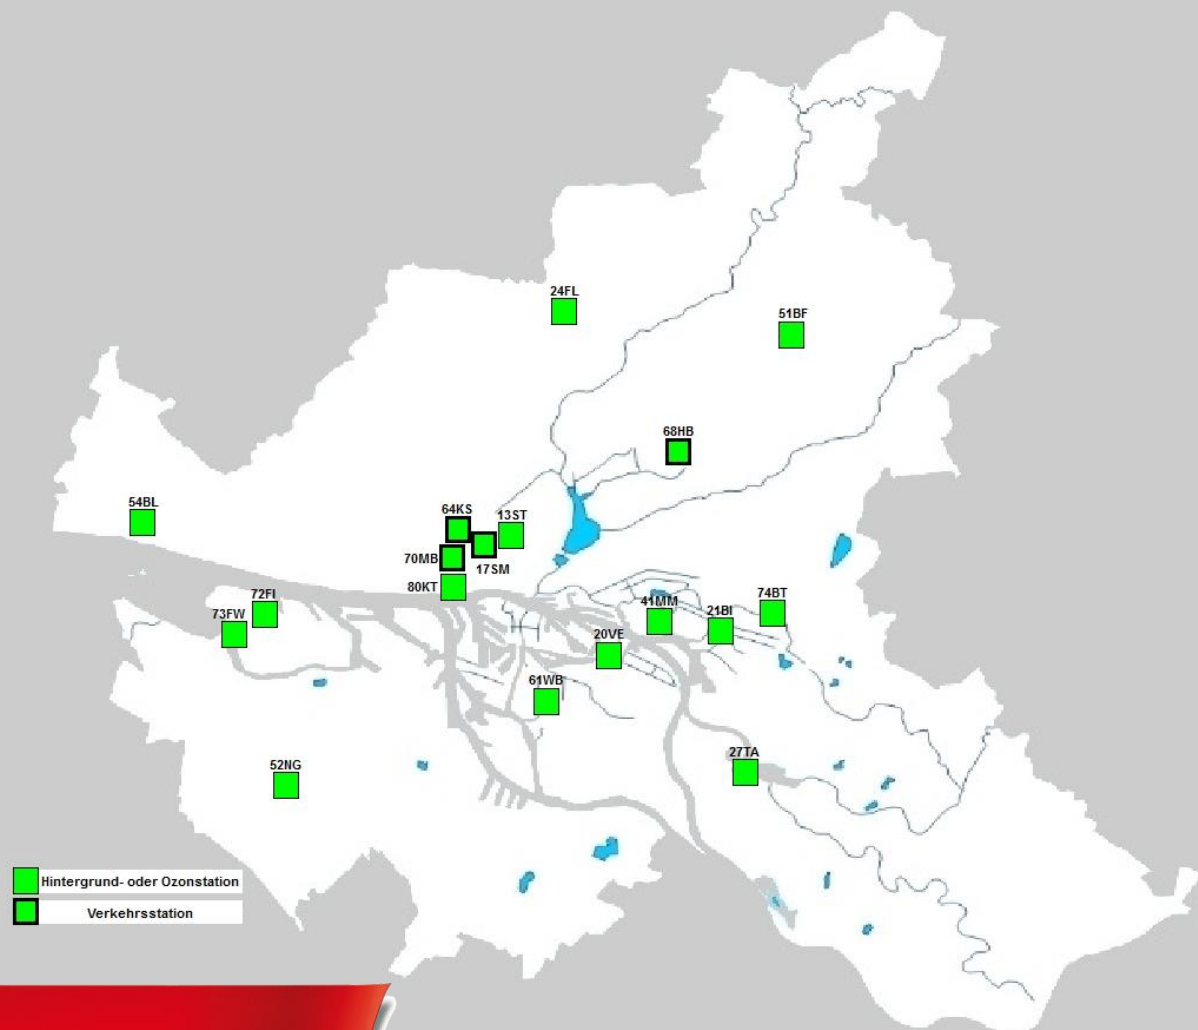 24FL
51BF
68HB
54BL
64KS
13ST
70MB
17SM
80KT
72FI
73FW
41MM
74BT
21BI
20VE
61WB
27TA
52NG
Hintergrund- oder Ozonstation
Verkehrsstation